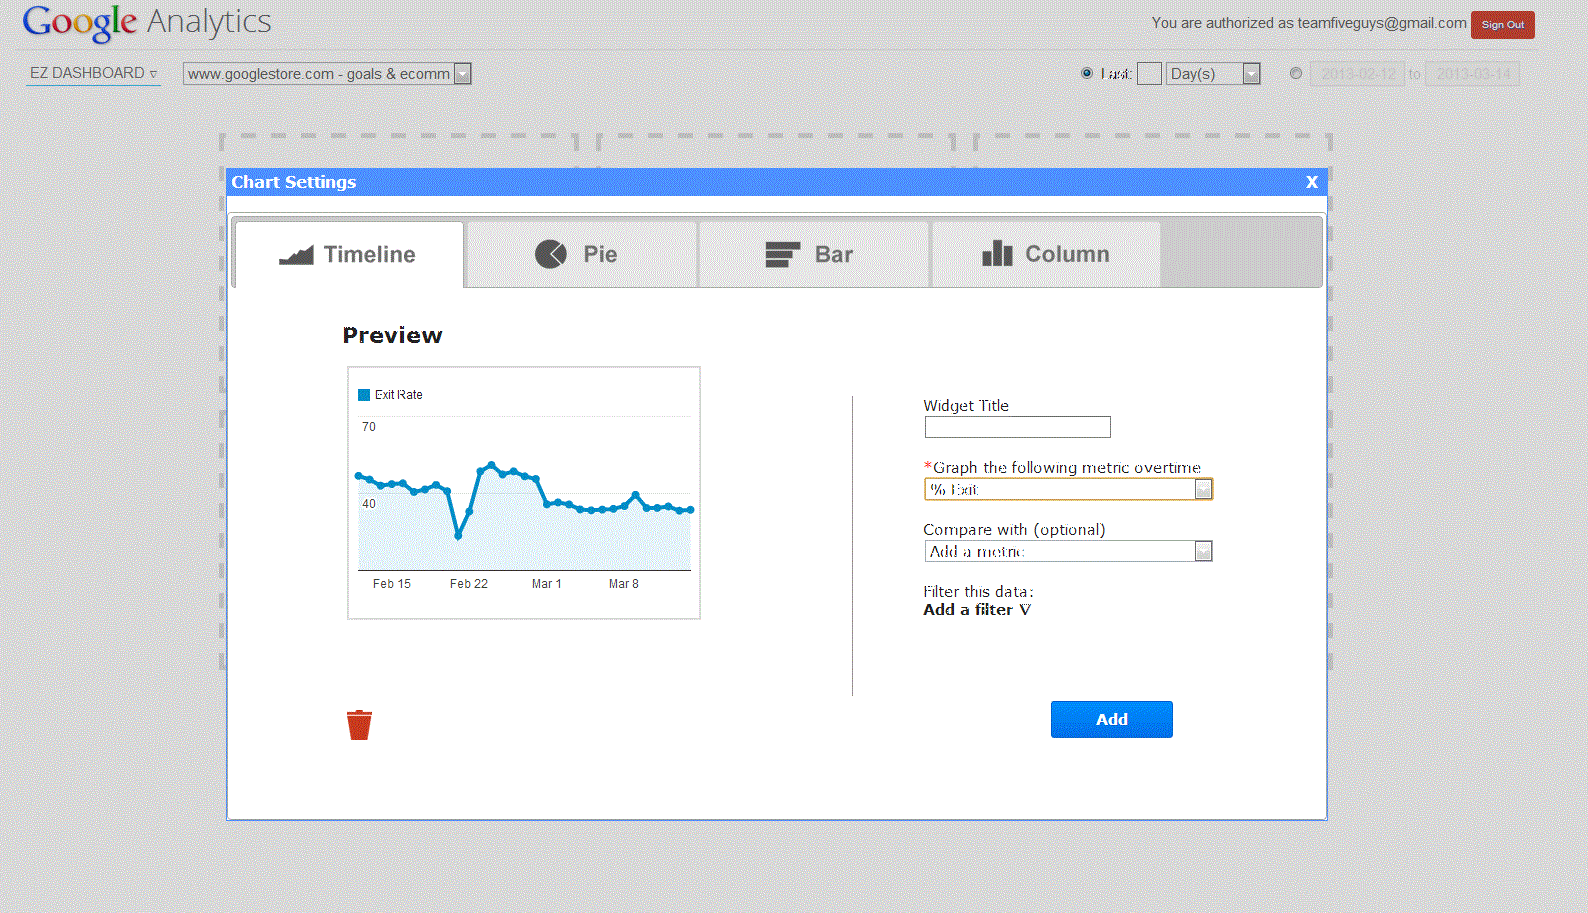 Google Analytics
You are authorized as teamfiveguys@gmail.com Sign Out
EZ DASHBOARD ▿ www.googlestore.com - goals & ecomm Last: Day(s) 2013-02-12 to 2013-03-14
Chart Settings X
Timeline Pie Bar Column
Preview
Exit Rate
70
40
Feb 15 Feb 22 Mar 1 Mar 8
Widget Title
*Graph the following metric overtime
% Exit
Compare with (optional)
Add a metric
Filter this data:
Add a filter ∇
Add